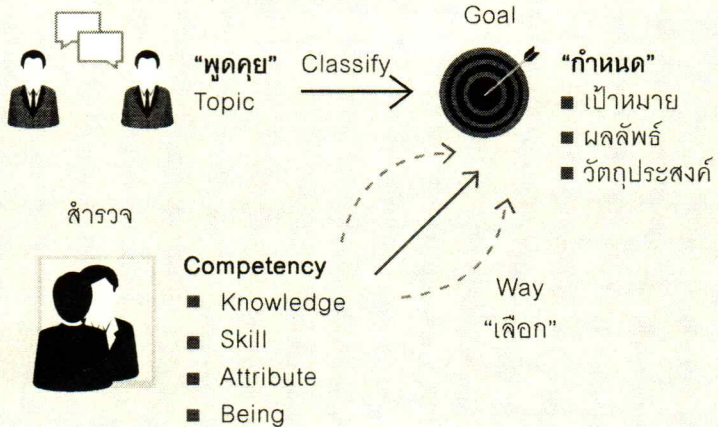 Goal
"พูดคุย" Classify
Topic
"กำหนด"
■ เป้าหมาย
■ ผลลัพธ์
■ วัตถุประสงค์
สำรวจ
Competency
■ Knowledge
■ Skill
■ Attribute
■ Being
Way
"เลือก"